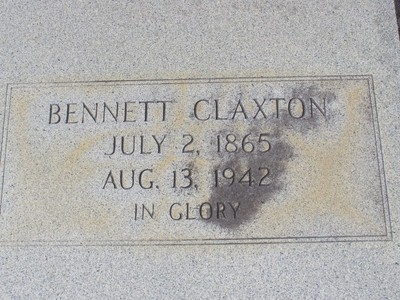 BENNETT CLAXTON
JULY 2, 1865
AUG. 13, 1942
IN GLORY